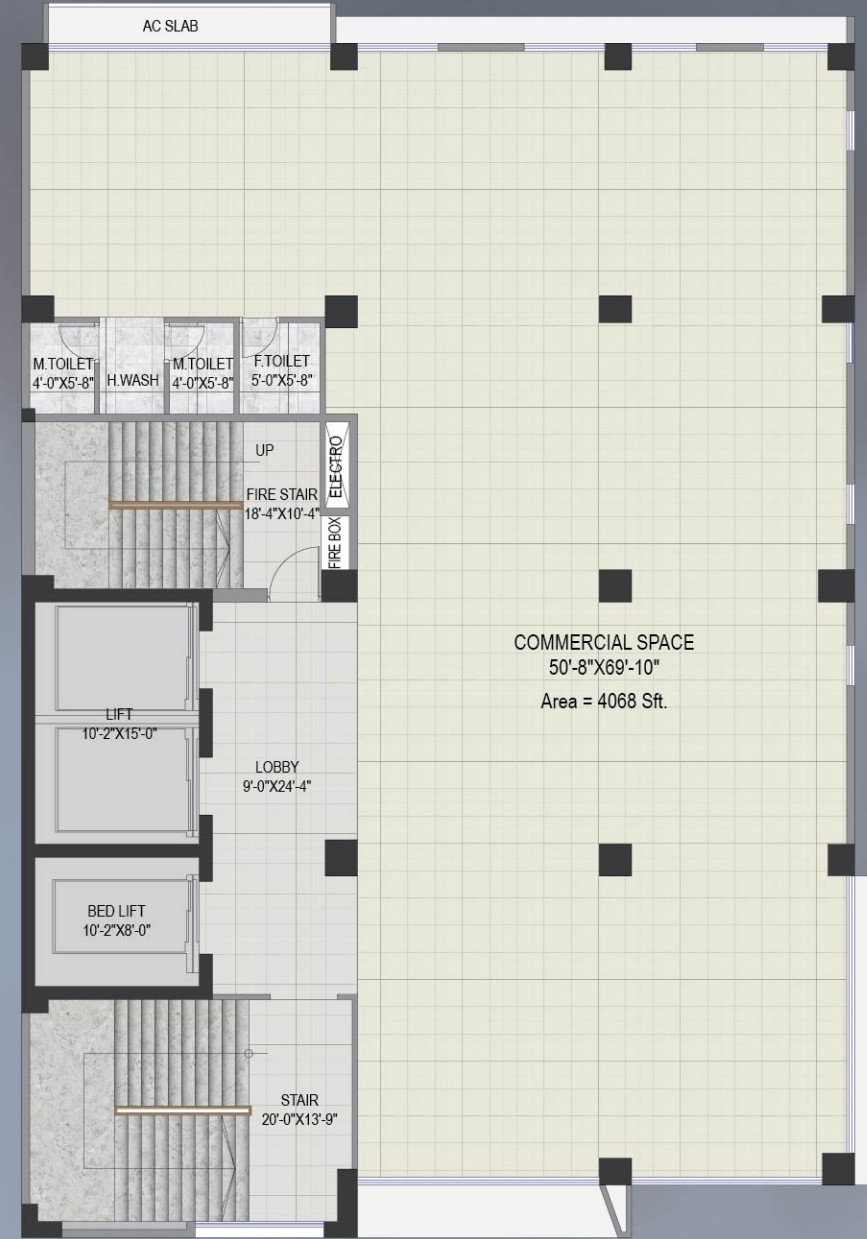 AC SLAB
M.TOILET
4'-0"X5'-8"
H.WASH
M.TOILET
4'-0"X5'-8"
F.TOILET
5'-0"X5'-8"
UP
ELECTRO
FIRE STAIR
18'-4"X10'-4"
FIRE BOX
COMMERCIAL SPACE
50'-8"X69'-10"
Area = 4068 Sft.
LIFT
10'-2"X15'-0"
LOBBY
9'-0"X24'-4"
BED LIFT
10'-2"X8'-0"
STAIR
20'-0"X13'-9"